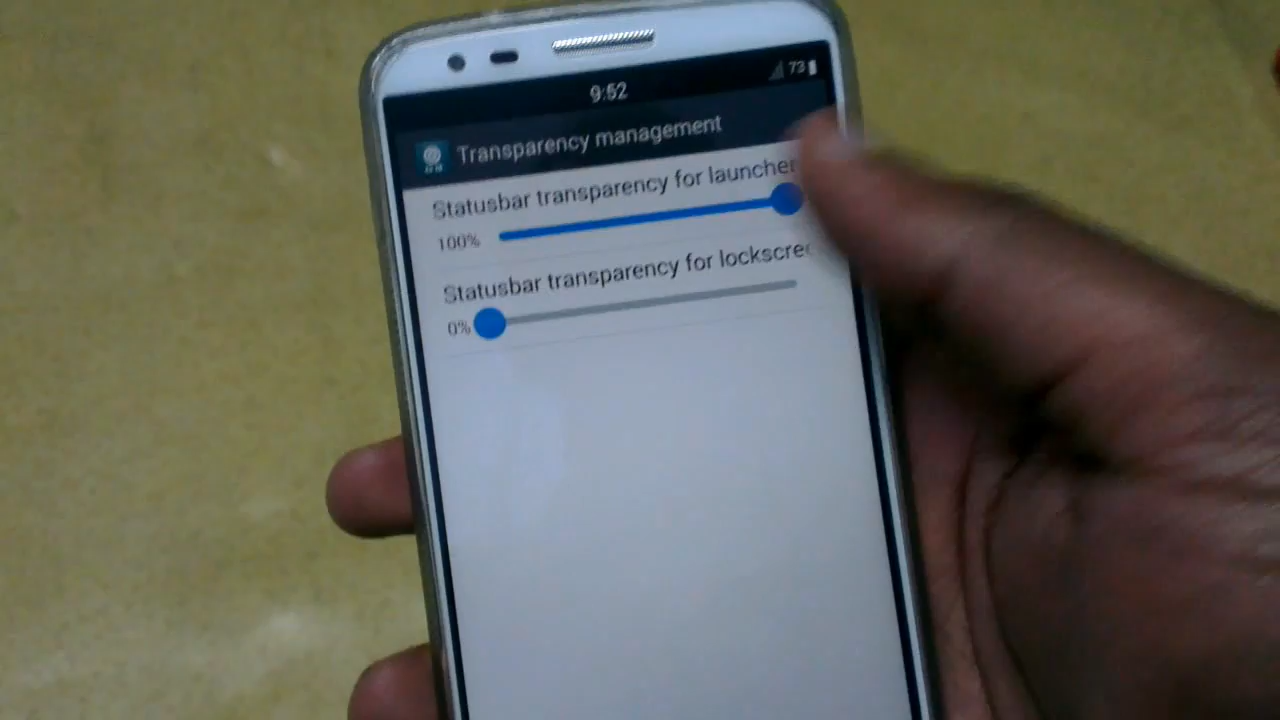 73
9:52
Transparency management
Statusbar transparency for launcher
100%
Statusbar transparency for lockscre
0%